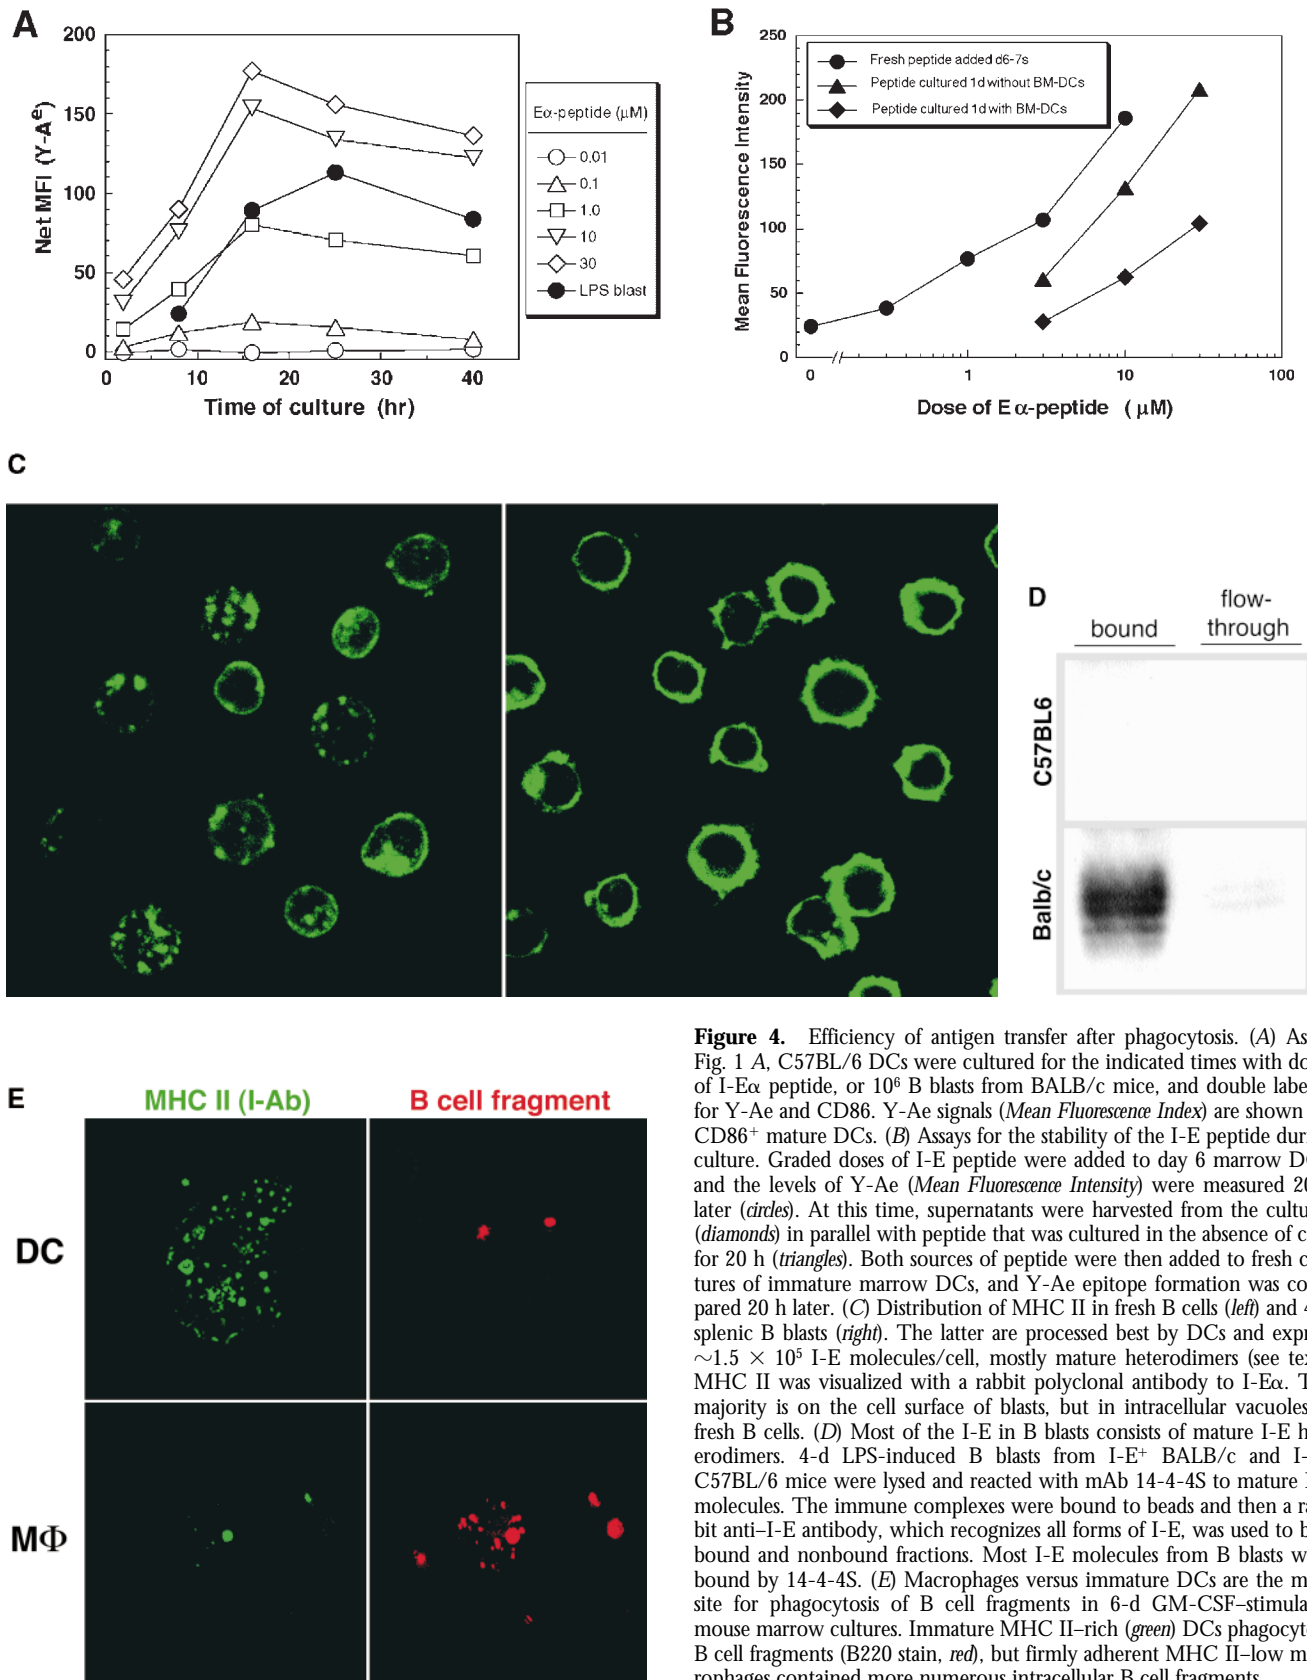 A
200
150
100
50
0
Net MFI (Y-Ae)
0 10 20 30 40
Time of culture (hr)
Eα-peptide (μM)
0.01
0.1
1.0
10
30
LPS blast
B
250
200
150
100
50
0
Mean Fluorescence Intensity
Fresh peptide added d6-7s
Peptide cultured 1d without BM-DCs
Peptide cultured 1d with BM-DCs
0 1 10 100
Dose of Eα-peptide (μM)
C
D
bound
flow-
through
C57BL6
Balb/c
E
MHC II (I-Ab)
B cell fragment
DC
MΦ
Figure 4. Efficiency of antigen transfer after phagocytosis. (A) As
Fig. 1 A, C57BL/6 DCs were cultured for the indicated times with
of I-Eα peptide, or 10⁶ B blasts from BALB/c mice, and double
for Y-Ae and CD86. Y-Ae signals (Mean Fluorescence Index) are shown
CD86⁺ mature DCs. (B) Assays for the stability of the I-E peptide
culture. Graded doses of I-E peptide were added to day 6 marrow
and the levels of Y-Ae (Mean Fluorescence Intensity) were measured
later (circles). At this time, supernatants were harvested from the
(diamonds) in parallel with peptide that was cultured in the absence of
for 20 h (triangles). Both sources of peptide were then added to fresh
tures of immature marrow DCs, and Y-Ae epitope formation was
pared 20 h later. (C) Distribution of MHC II in fresh B cells (left) and
splenic B blasts (right). The latter are processed best by DCs and
∼1.5 × 10⁵ I-E molecules/cell, mostly mature heterodimers (see
MHC II was visualized with a rabbit polyclonal antibody to I-Eα.
majority is on the cell surface of blasts, but in intracellular vacuoles
fresh B cells. (D) Most of the I-E in B blasts consists of mature I-E
erodimers. 4-d LPS-induced B blasts from I-E⁺ BALB/c and
C57BL/6 mice were lysed and reacted with mAb 14-4-4S to mature
molecules. The immune complexes were bound to beads and then a
bit anti–I-E antibody, which recognizes all forms of I-E, was used to
bound and nonbound fractions. Most I-E molecules from B blasts
bound by 14-4-4S. (E) Macrophages versus immature DCs are the
site for phagocytosis of B cell fragments in 6-d GM-CSF–
mouse marrow cultures. Immature MHC II–rich (green) DCs
B cell fragments (B220 stain, red), but firmly adherent MHC II–low
rophages contained more numerous intracellular B cell fragments.